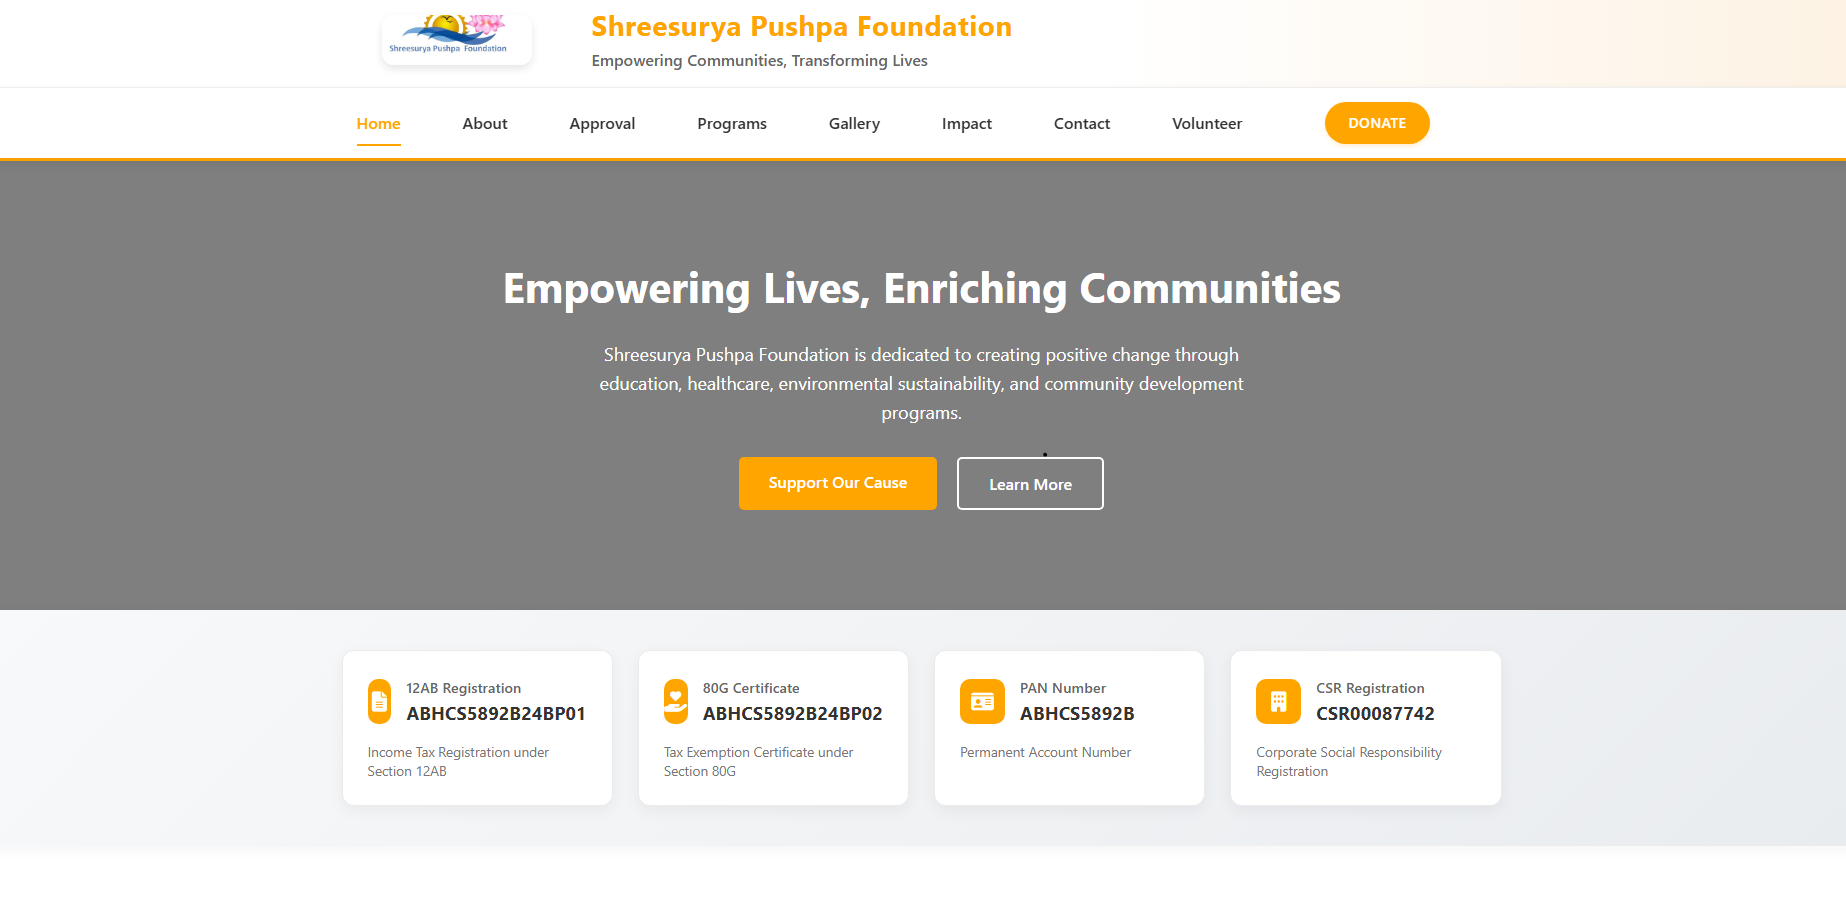 Shreesurya Pushpa Foundation
Shreesurya Pushpa Foundation
Empowering Communities, Transforming Lives
Home About Approval Programs Gallery Impact Contact Volunteer DONATE
Empowering Lives, Enriching Communities
Shreesurya Pushpa Foundation is dedicated to creating positive change through
education, healthcare, environmental sustainability, and community development
programs.
Support Our Cause Learn More
12AB Registration
ABHCS5892B24BP01
Income Tax Registration under
Section 12AB
80G Certificate
ABHCS5892B24BP02
Tax Exemption Certificate under
Section 80G
PAN Number
ABHCS5892B
Permanent Account Number
CSR Registration
CSR00087742
Corporate Social Responsibility
Registration